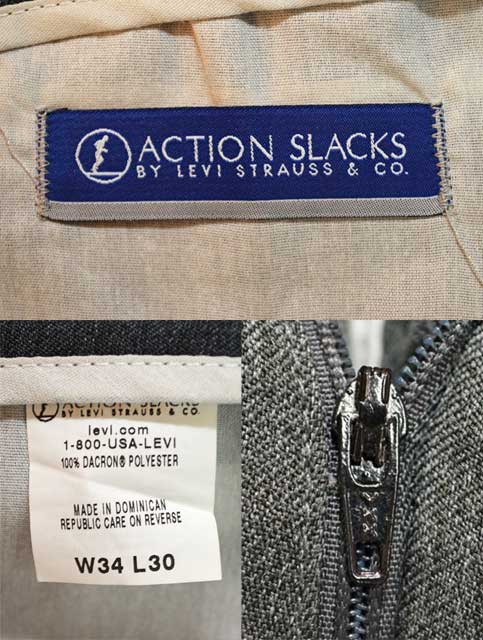 ACTION SLACKS
BY LEVI STRAUSS & CO.
ACTION SLACKS
BY LEVI STRAUSS & CO.
levi.com
1-800-USA-LEVI
100% DACRON® POLYESTER
MADE IN DOMINICAN
REPUBLIC CARE ON REVERSE
W34 L30